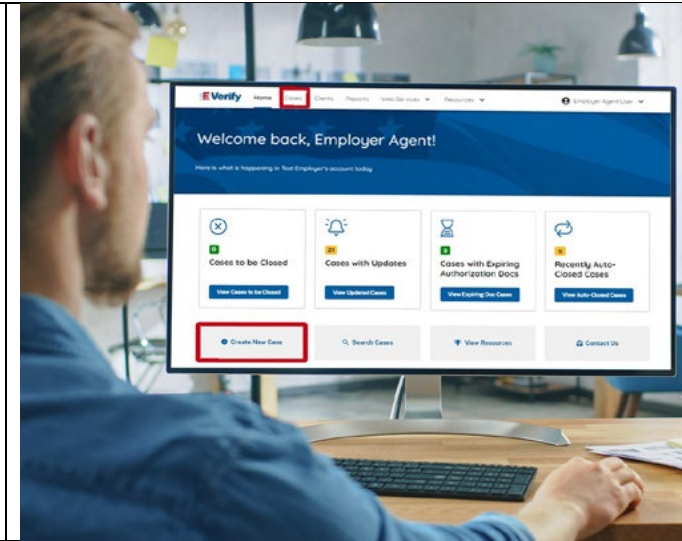 E-Verify Home Cases Clients Reports Web Services Resources Employer Agent User
Welcome back, Employer Agent!
Here is what is happening in Test Employer's account today
0
21
0
Cases to be Closed
Cases with Updates
Cases with Expiring
Authorization Docs
Recently Auto-
Closed Cases
View Cases to be Closed
View Updated Cases
View Expiring Doc Cases
View Auto-Closed Cases
Create New Case
Search Cases
View Resources
Contact Us